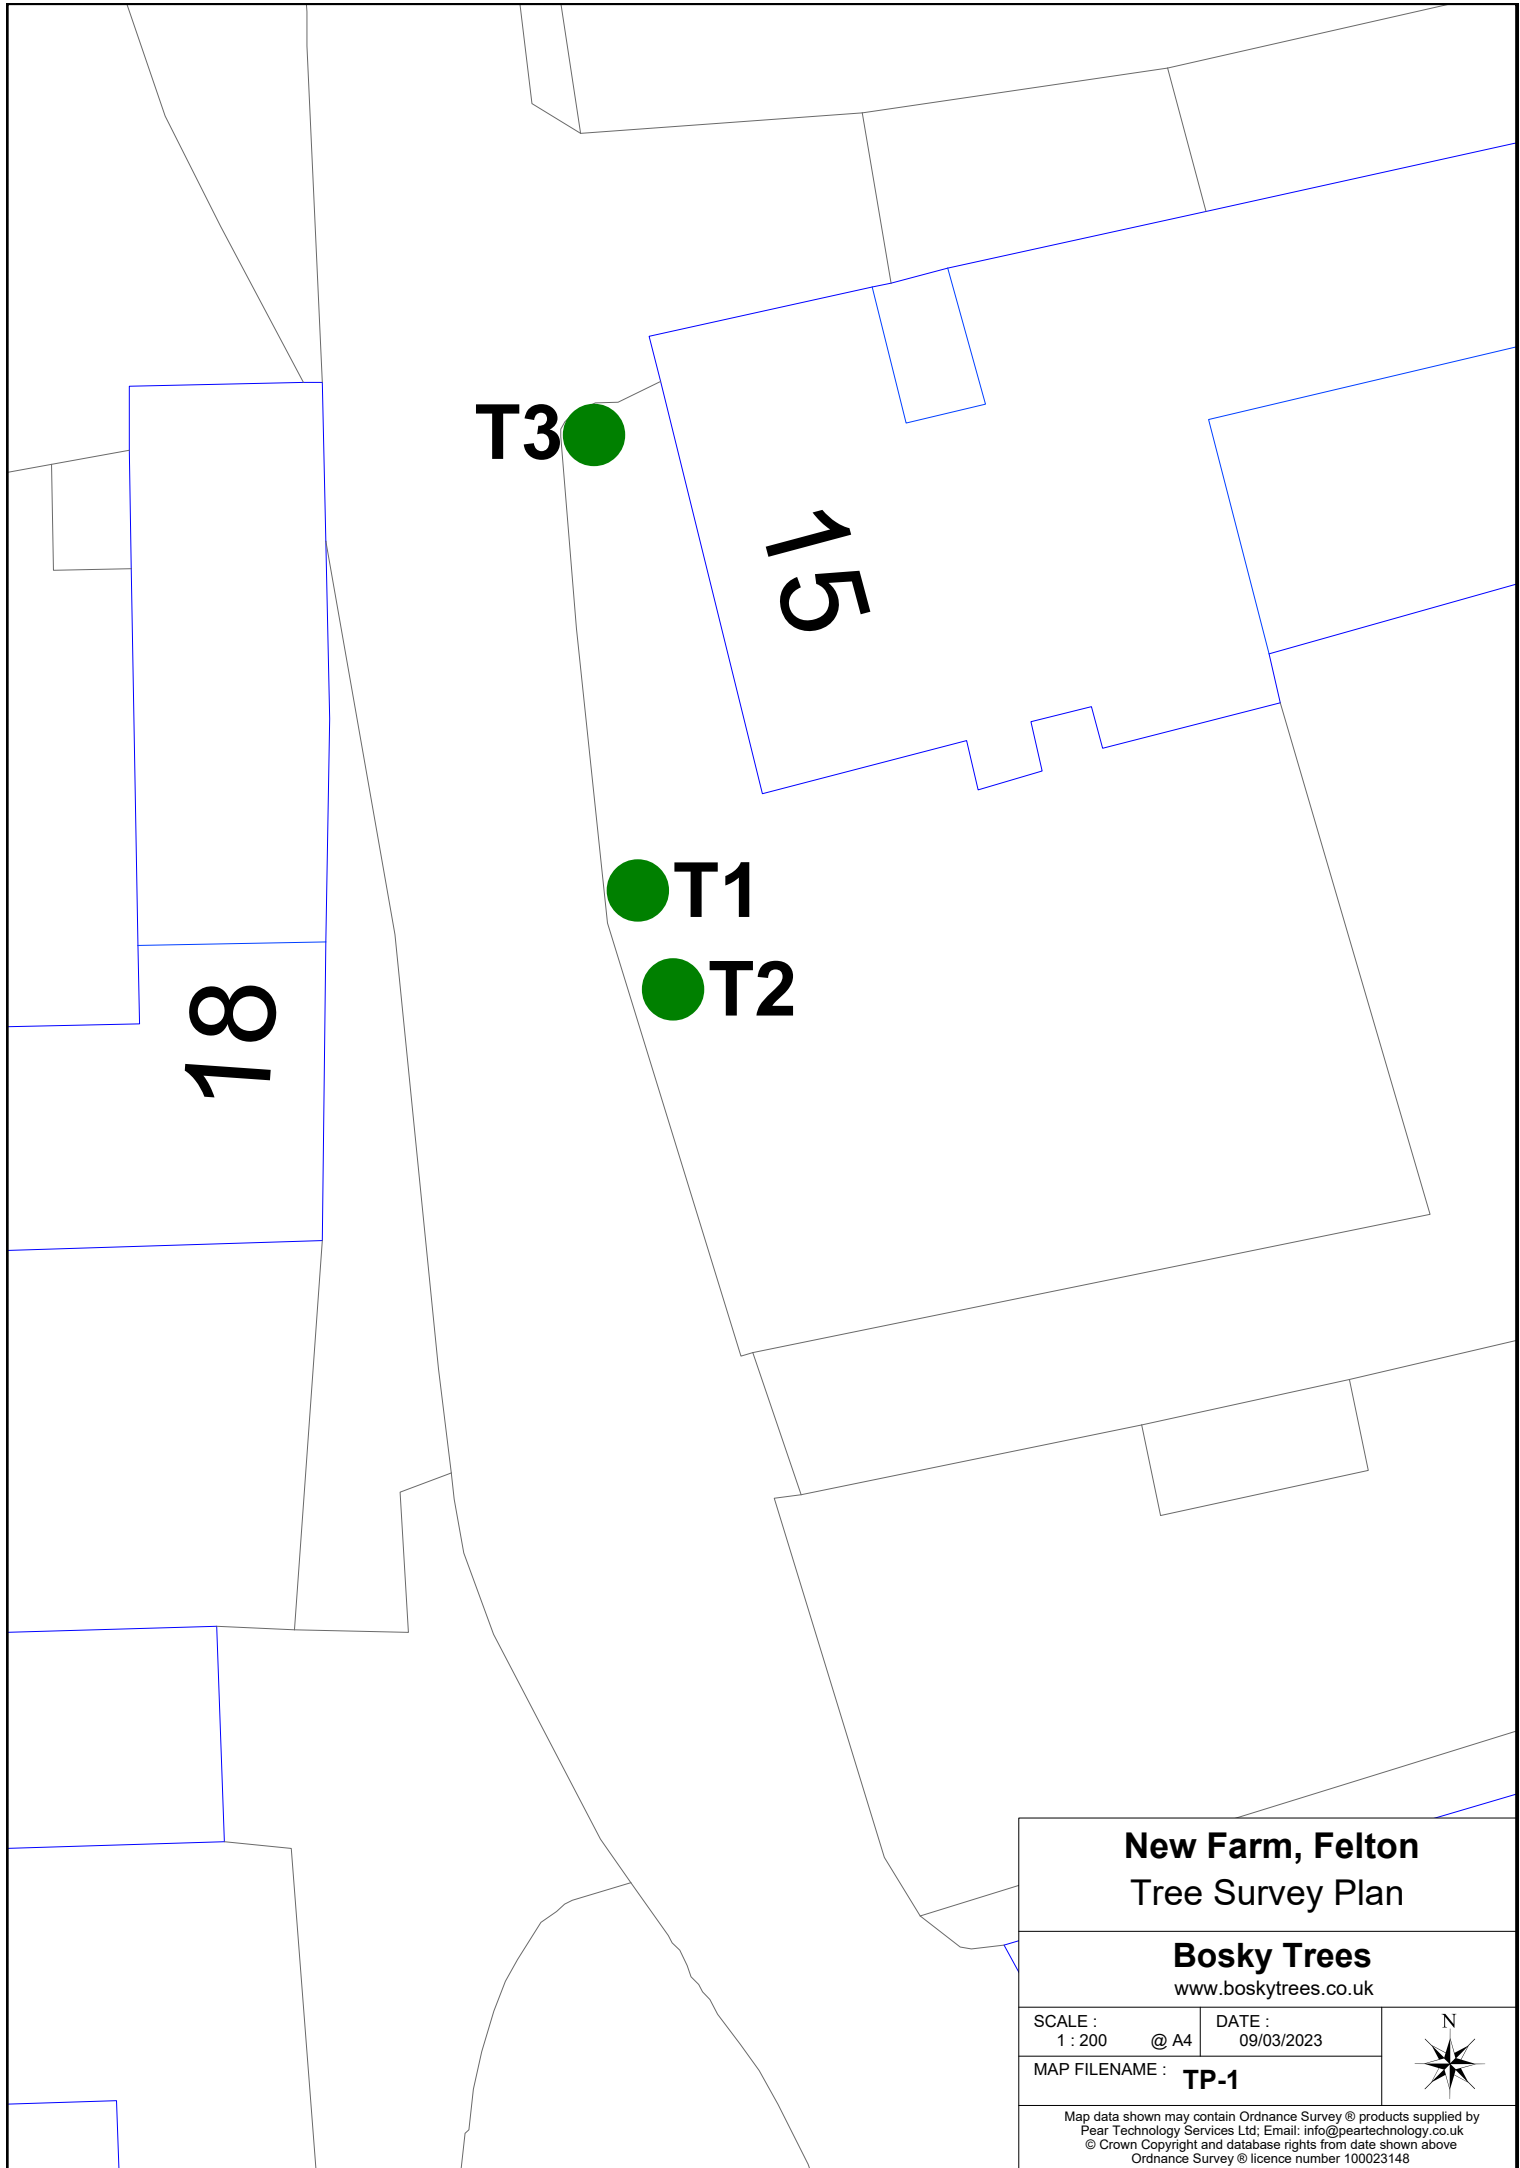 T3
15
T1
T2
18
New Farm, Felton
Tree Survey Plan
Bosky Trees
www.boskytrees.co.uk
SCALE :
1 : 200 @ A4
DATE :
09/03/2023
N
MAP FILENAME : TP-1
Map data shown may contain Ordnance Survey ® products supplied by
Pear Technology Services Ltd; Email: info@peartechnology.co.uk
© Crown Copyright and database rights from date shown above
Ordnance Survey ® licence number 100023148